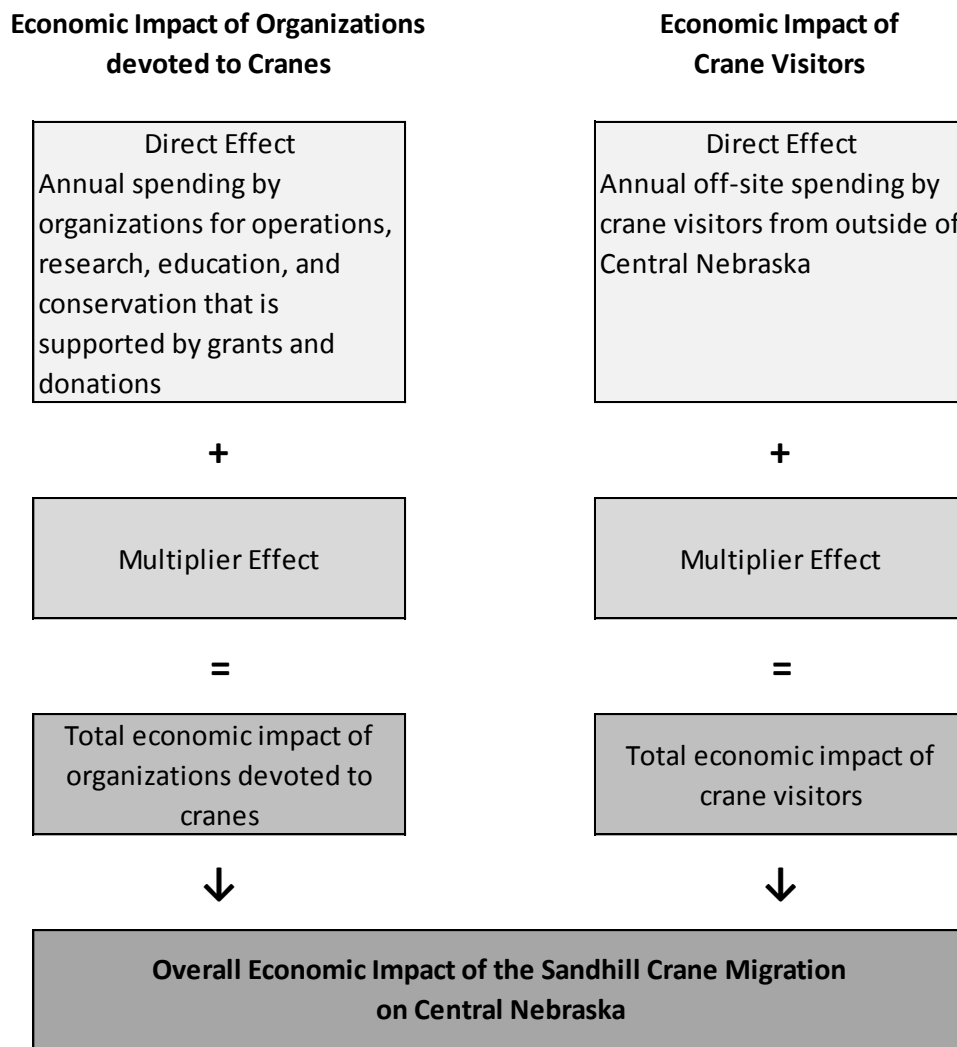 Economic Impact of Organizations
devoted to Cranes
Direct Effect
Annual spending by
organizations for operations,
research, education, and
conservation that is
supported by grants and
donations
+
Multiplier Effect
=
Total economic impact of
organizations devoted to
cranes
↓
Economic Impact of
Crane Visitors
Direct Effect
Annual off-site spending by
crane visitors from outside of
Central Nebraska
+
Multiplier Effect
=
Total economic impact of
crane visitors
↓
Overall Economic Impact of the Sandhill Crane Migration
on Central Nebraska